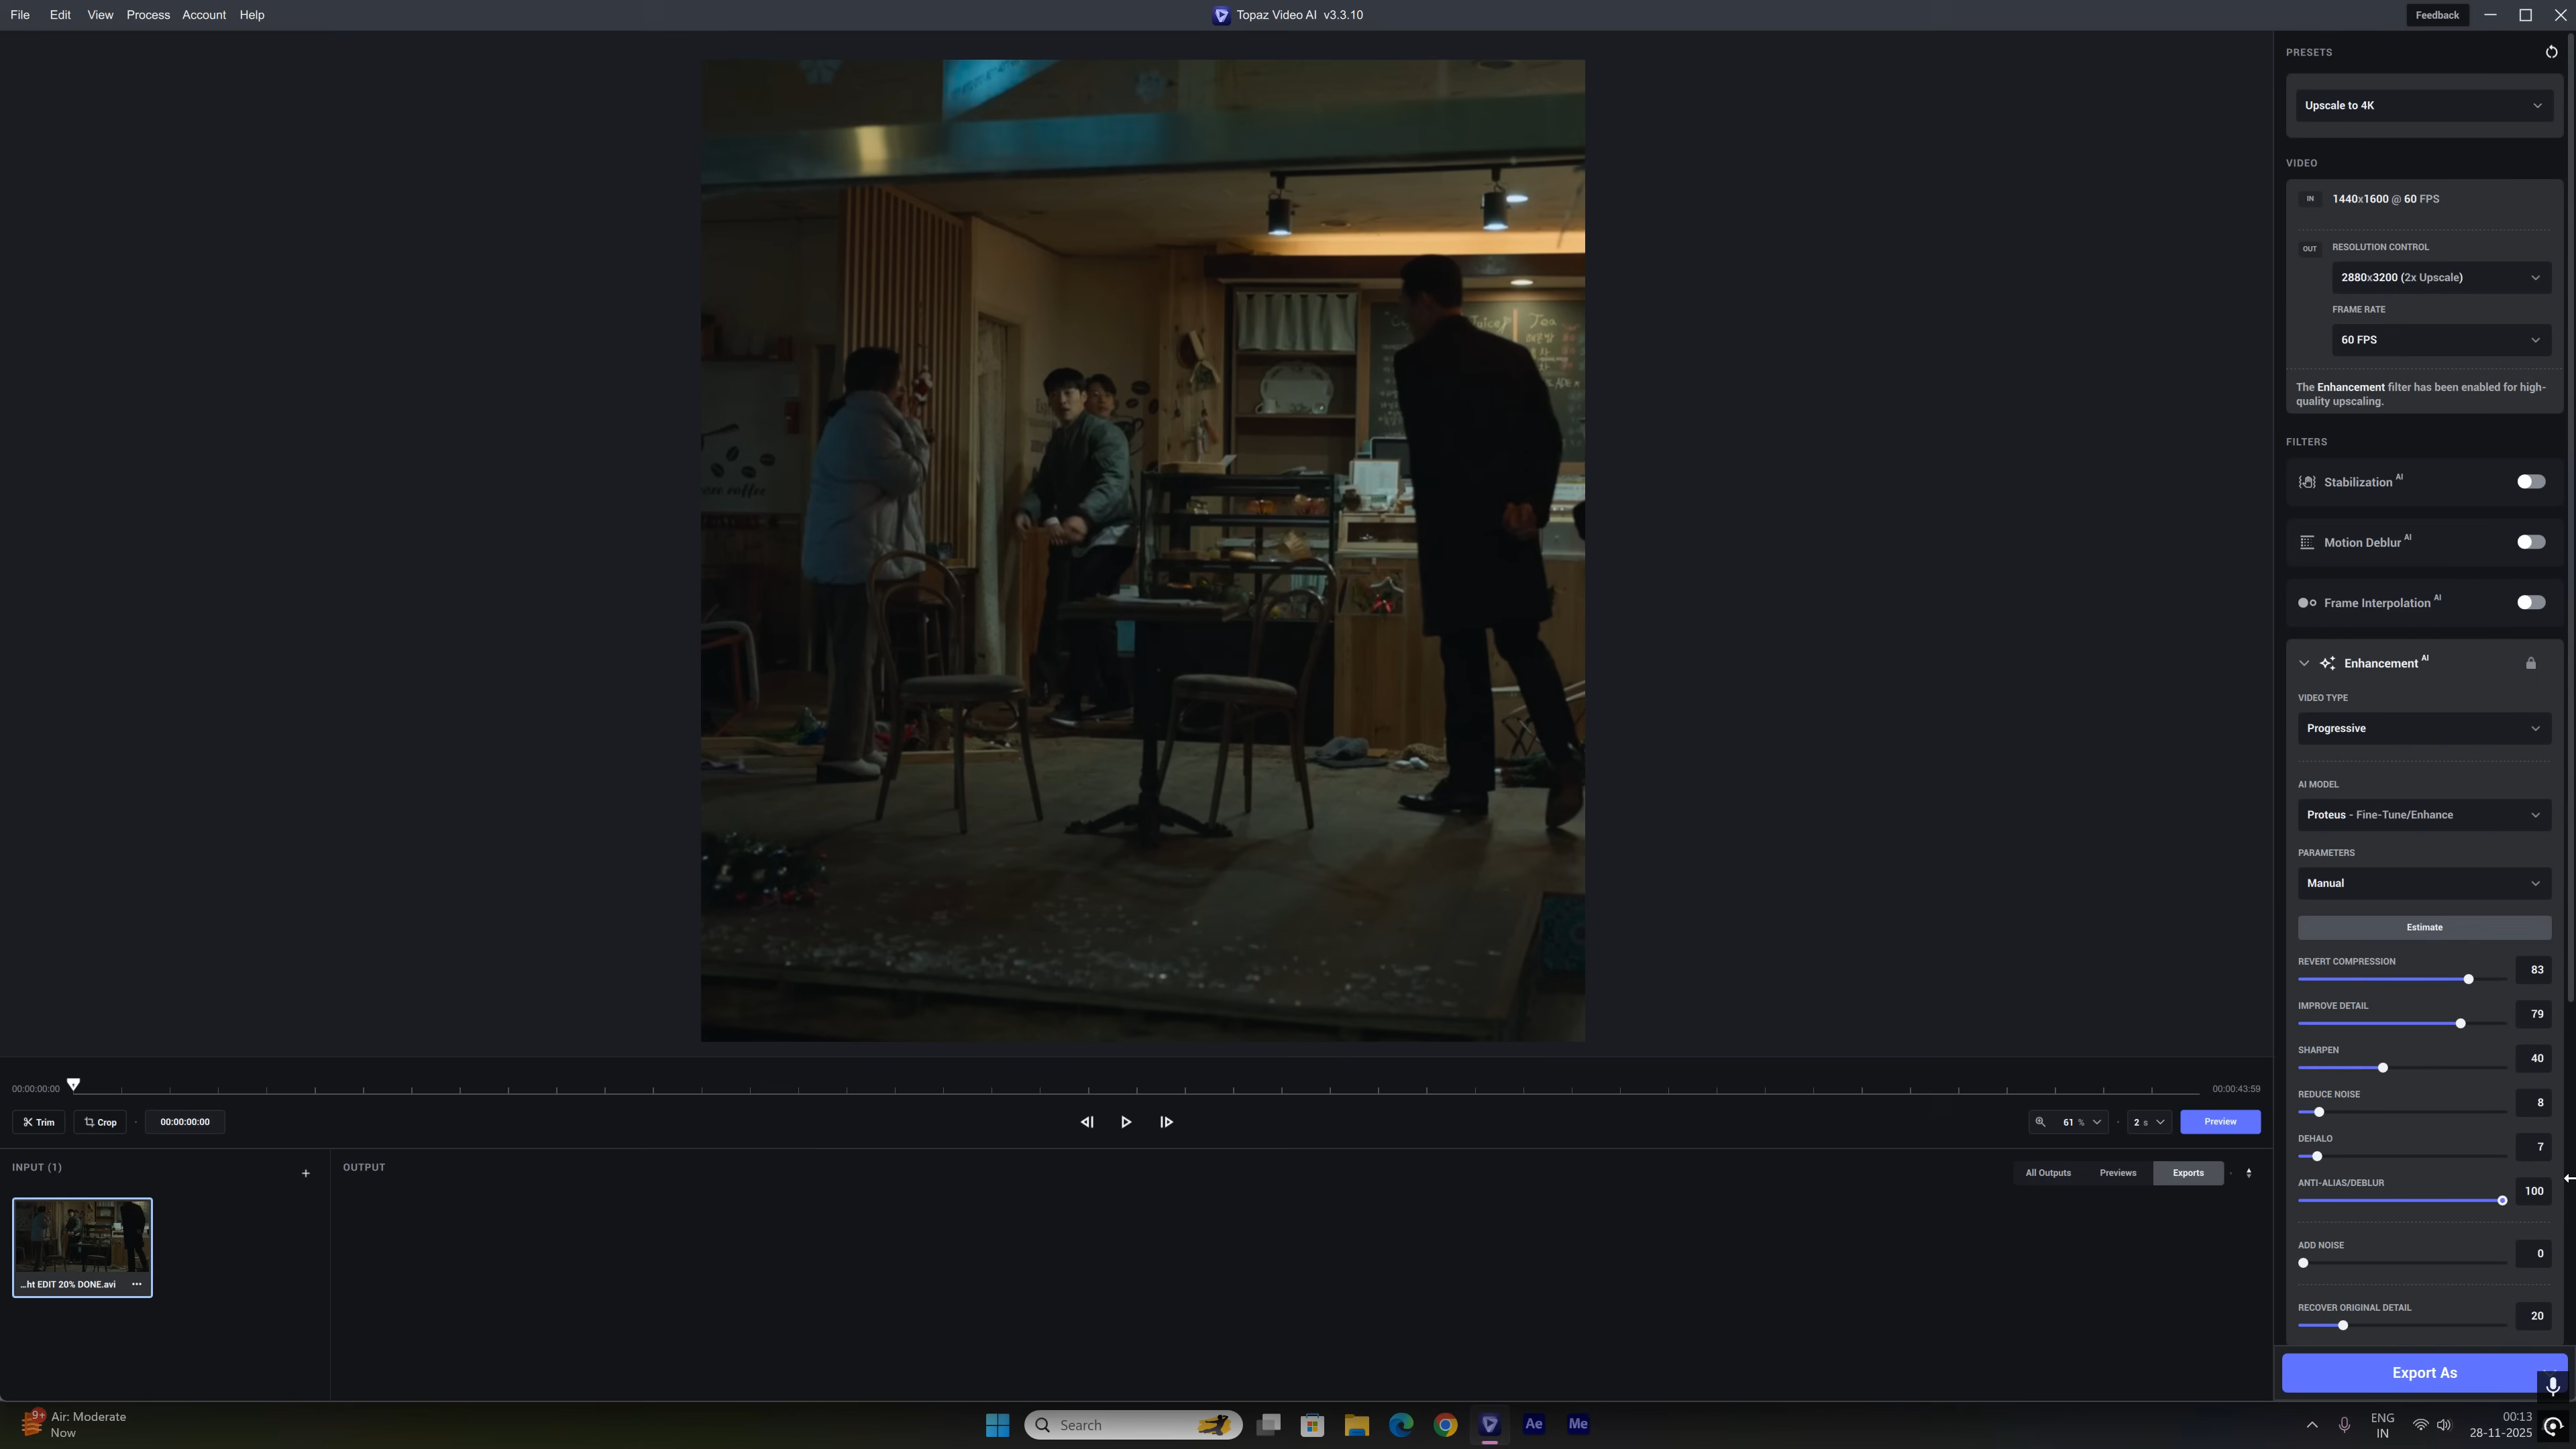 File Edit View Process Account Help
Topaz Video AI v3.3.10
Feedback
PRESETS
Upscale to 4K
VIDEO
IN 1440x1600 @ 60 FPS
OUT RESOLUTION CONTROL
2880x3200 (2x Upscale)
FRAME RATE
60 FPS
The Enhancement filter has been enabled for high-
quality upscaling.
FILTERS
Stabilization AI
Motion Deblur AI
Frame Interpolation AI
Enhancement AI
VIDEO TYPE
Progressive
AI MODEL
Proteus - Fine-Tune/Enhance
PARAMETERS
Manual
Estimate
REVERT COMPRESSION 83
IMPROVE DETAIL 79
SHARPEN 40
REDUCE NOISE 8
DEHALO 7
ANTI-ALIAS/DEBLUR 100
ADD NOISE 0
RECOVER ORIGINAL DETAIL 20
Export As
Juice Tea
coffee
00:00:00:00 00:00:43:59
Trim Crop 00:00:00:00
61 % 2 s Preview
INPUT (1) OUTPUT
All Outputs Previews Exports
...ht EDIT 20% DONE.avi
9+ Air: Moderate
Now
Search
Ae Me
ENG
IN
00:13
28-11-2025